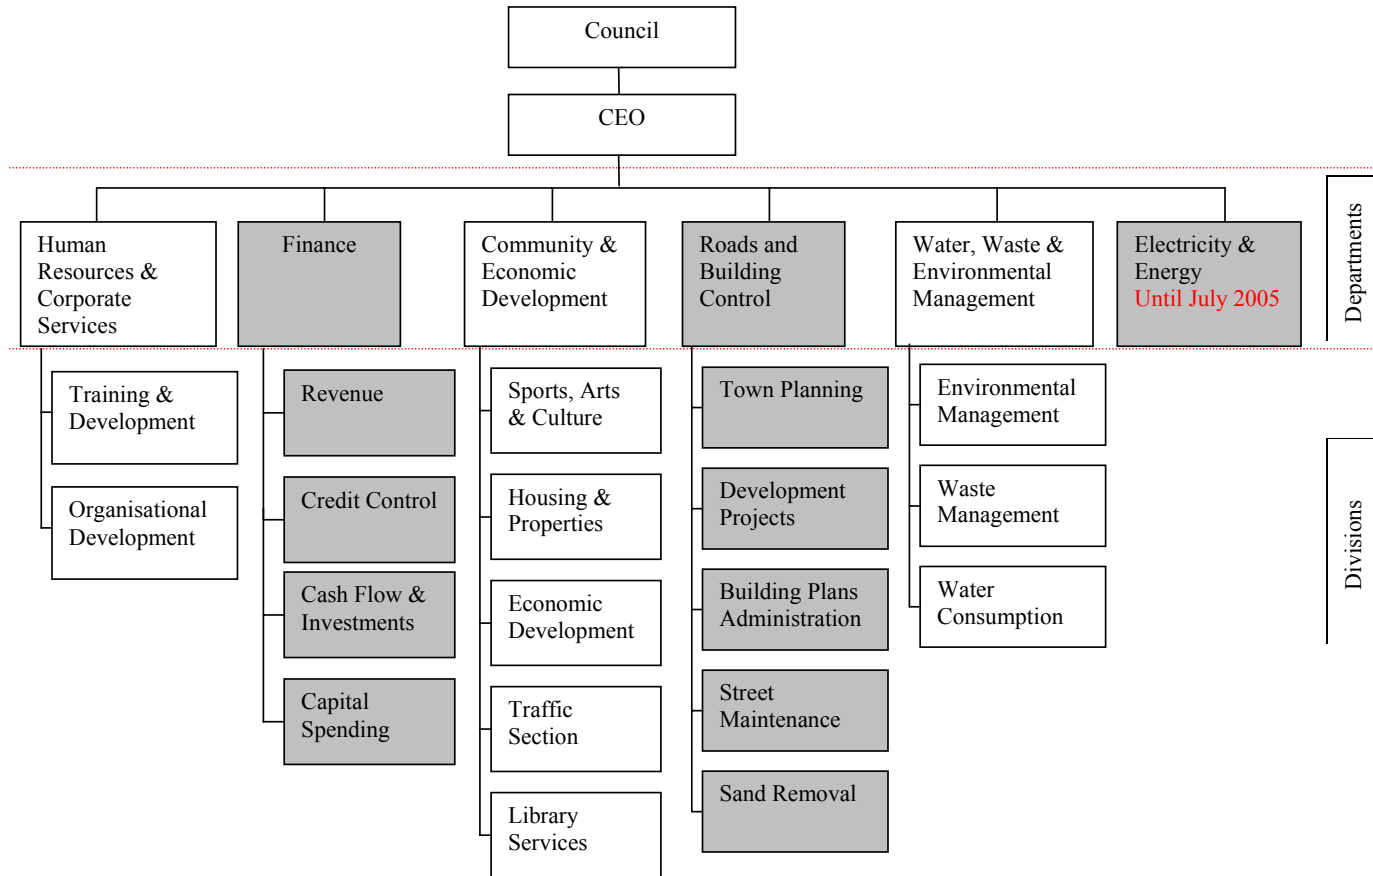 Council
CEO
Human
Resources &
Corporate
Services
Finance
Community &
Economic
Development
Roads and
Building
Control
Water, Waste &
Environmental
Management
Electricity &
Energy
Until July 2005
Departments
Training &
Development
Organisational
Development
Revenue
Credit Control
Cash Flow &
Investments
Capital
Spending
Sports, Arts
& Culture
Housing &
Properties
Economic
Development
Traffic
Section
Library
Services
Town Planning
Development
Projects
Building Plans
Administration
Street
Maintenance
Sand Removal
Environmental
Management
Waste
Management
Water
Consumption
Divisions